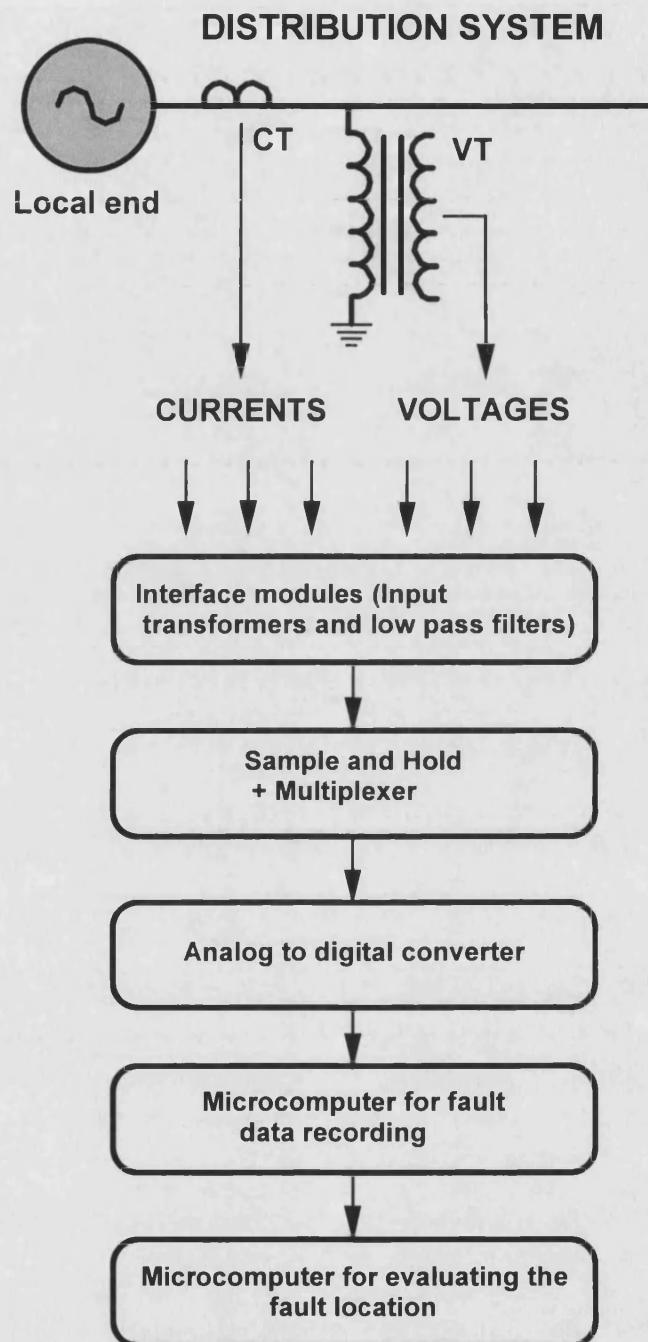 DISTRIBUTION SYSTEM
CT
VT
Local end
CURRENTS
VOLTAGES
Interface modules (Input
transformers and low pass filters)
Sample and Hold
+ Multiplexer
Analog to digital converter
Microcomputer for fault
data recording
Microcomputer for evaluating the
fault location